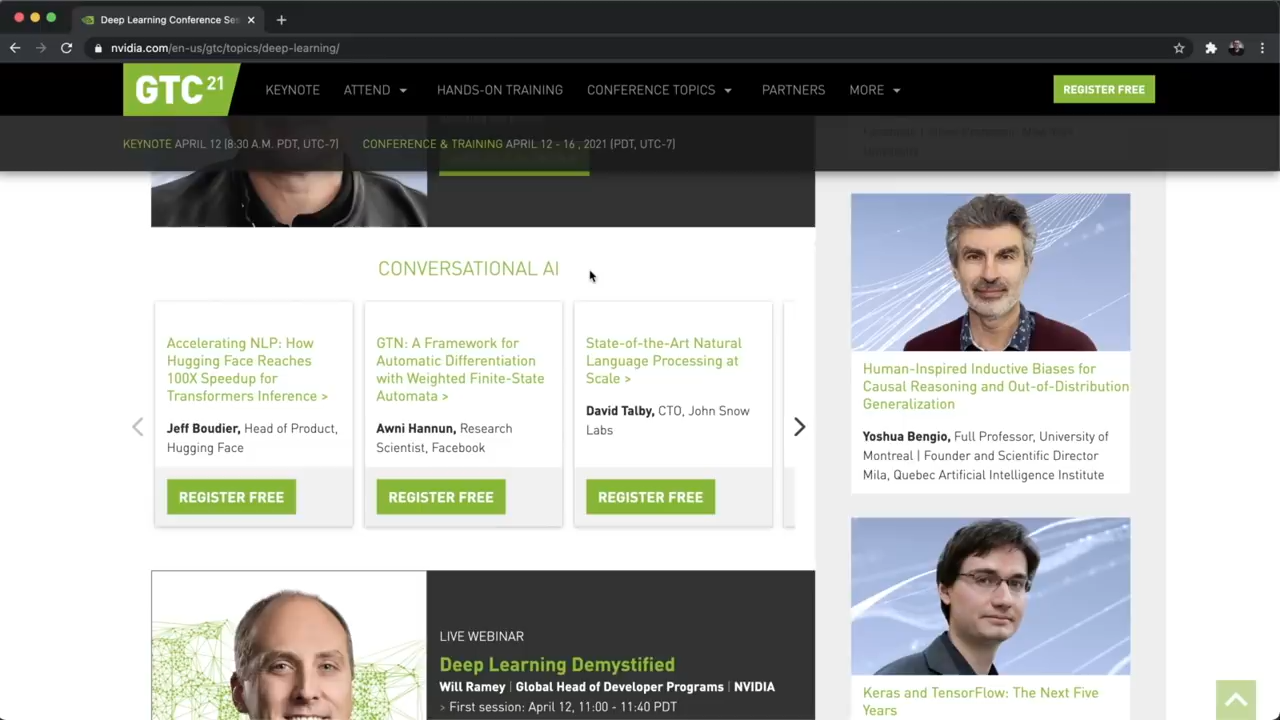 Deep Learning Conference Ses
nvidia.com/en-us/gtc/topics/deep-learning/
GTC 21
KEYNOTE
ATTEND
HANDS-ON TRAINING
CONFERENCE TOPICS
PARTNERS
MORE
REGISTER FREE
KEYNOTE APRIL 12 [8:30 A.M. PDT, UTC-7]
CONFERENCE & TRAINING APRIL 12 - 16 , 2021 [PDT, UTC-7]
CONVERSATIONAL AI
Accelerating NLP: How
Hugging Face Reaches
100X Speedup for
Transformers Inference >
Jeff Boudier, Head of Product,
Hugging Face
REGISTER FREE
GTN: A Framework for
Automatic Differentiation
with Weighted Finite-State
Automata >
Awni Hannun, Research
Scientist, Facebook
REGISTER FREE
State-of-the-Art Natural
Language Processing at
Scale >
David Talby, CTO, John Snow
Labs
REGISTER FREE
LIVE WEBINAR
Deep Learning Demystified
Will Ramey | Global Head of Developer Programs | NVIDIA
> First session: April 12, 11:00 - 11:40 PDT
Human-Inspired Inductive Biases for
Causal Reasoning and Out-of-Distribution
Generalization
Yoshua Bengio, Full Professor, University of
Montreal | Founder and Scientific Director
Mila, Quebec Artificial Intelligence Institute
Keras and TensorFlow: The Next Five
Years